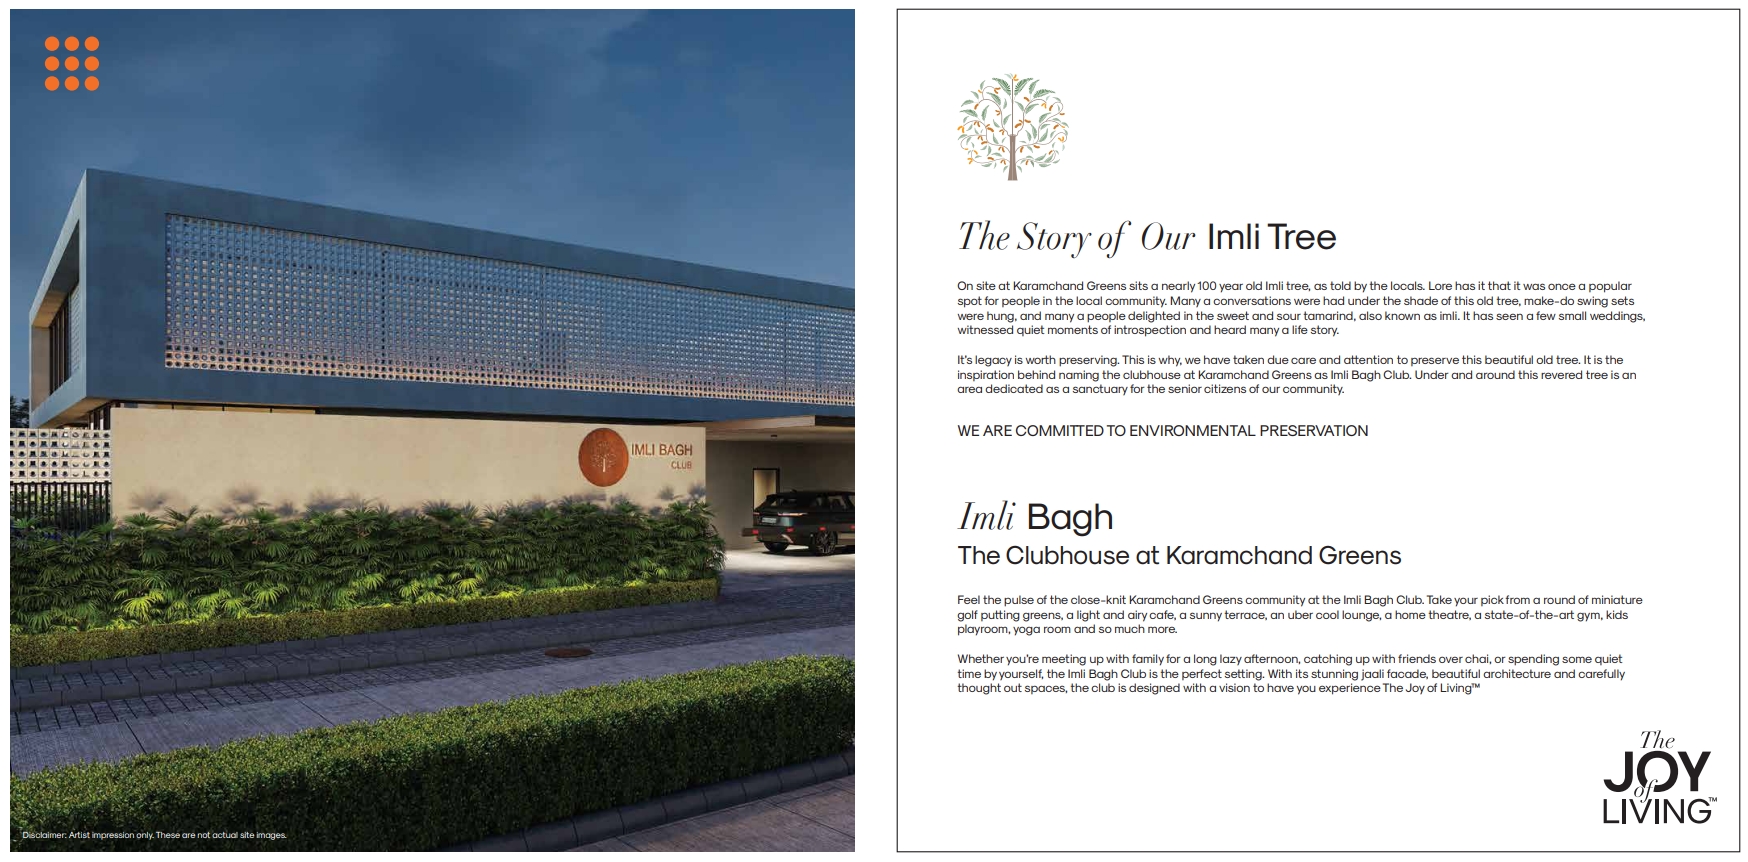 IMLI BAGH
CLUB
Disclaimer: Artist impression only. These are not actual site images.
The Story of Our Imli Tree
On site at Karamchand Greens sits a nearly 100 year old Imli tree, as told by the locals. Lore has it that it was once a popular
spot for people in the local community. Many a conversations were had under the shade of this old tree, make-do swing sets
were hung, and many a people delighted in the sweet and sour tamarind, also known as imli. It has seen a few small weddings,
witnessed quiet moments of introspection and heard many a life story.
It's legacy is worth preserving. This is why, we have taken due care and attention to preserve this beautiful old tree. It is the
inspiration behind naming the clubhouse at Karamchand Greens as Imli Bagh Club. Under and around this revered tree is an
area dedicated as a sanctuary for the senior citizens of our community.
WE ARE COMMITTED TO ENVIRONMENTAL PRESERVATION
Imli Bagh
The Clubhouse at Karamchand Greens
Feel the pulse of the close-knit Karamchand Greens community at the Imli Bagh Club. Take your pick from a round of miniature
golf putting greens, a light and airy cafe, a sunny terrace, an uber cool lounge, a home theatre, a state-of-the-art gym, kids
playroom, yoga room and so much more.
Whether you're meeting up with family for a long lazy afternoon, catching up with friends over chai, or spending some quiet
time by yourself, the Imli Bagh Club is the perfect setting. With its stunning jaali facade, beautiful architecture and carefully
thought out spaces, the club is designed with a vision to have you experience The Joy of Living™
The
JOY
of
LIVING™